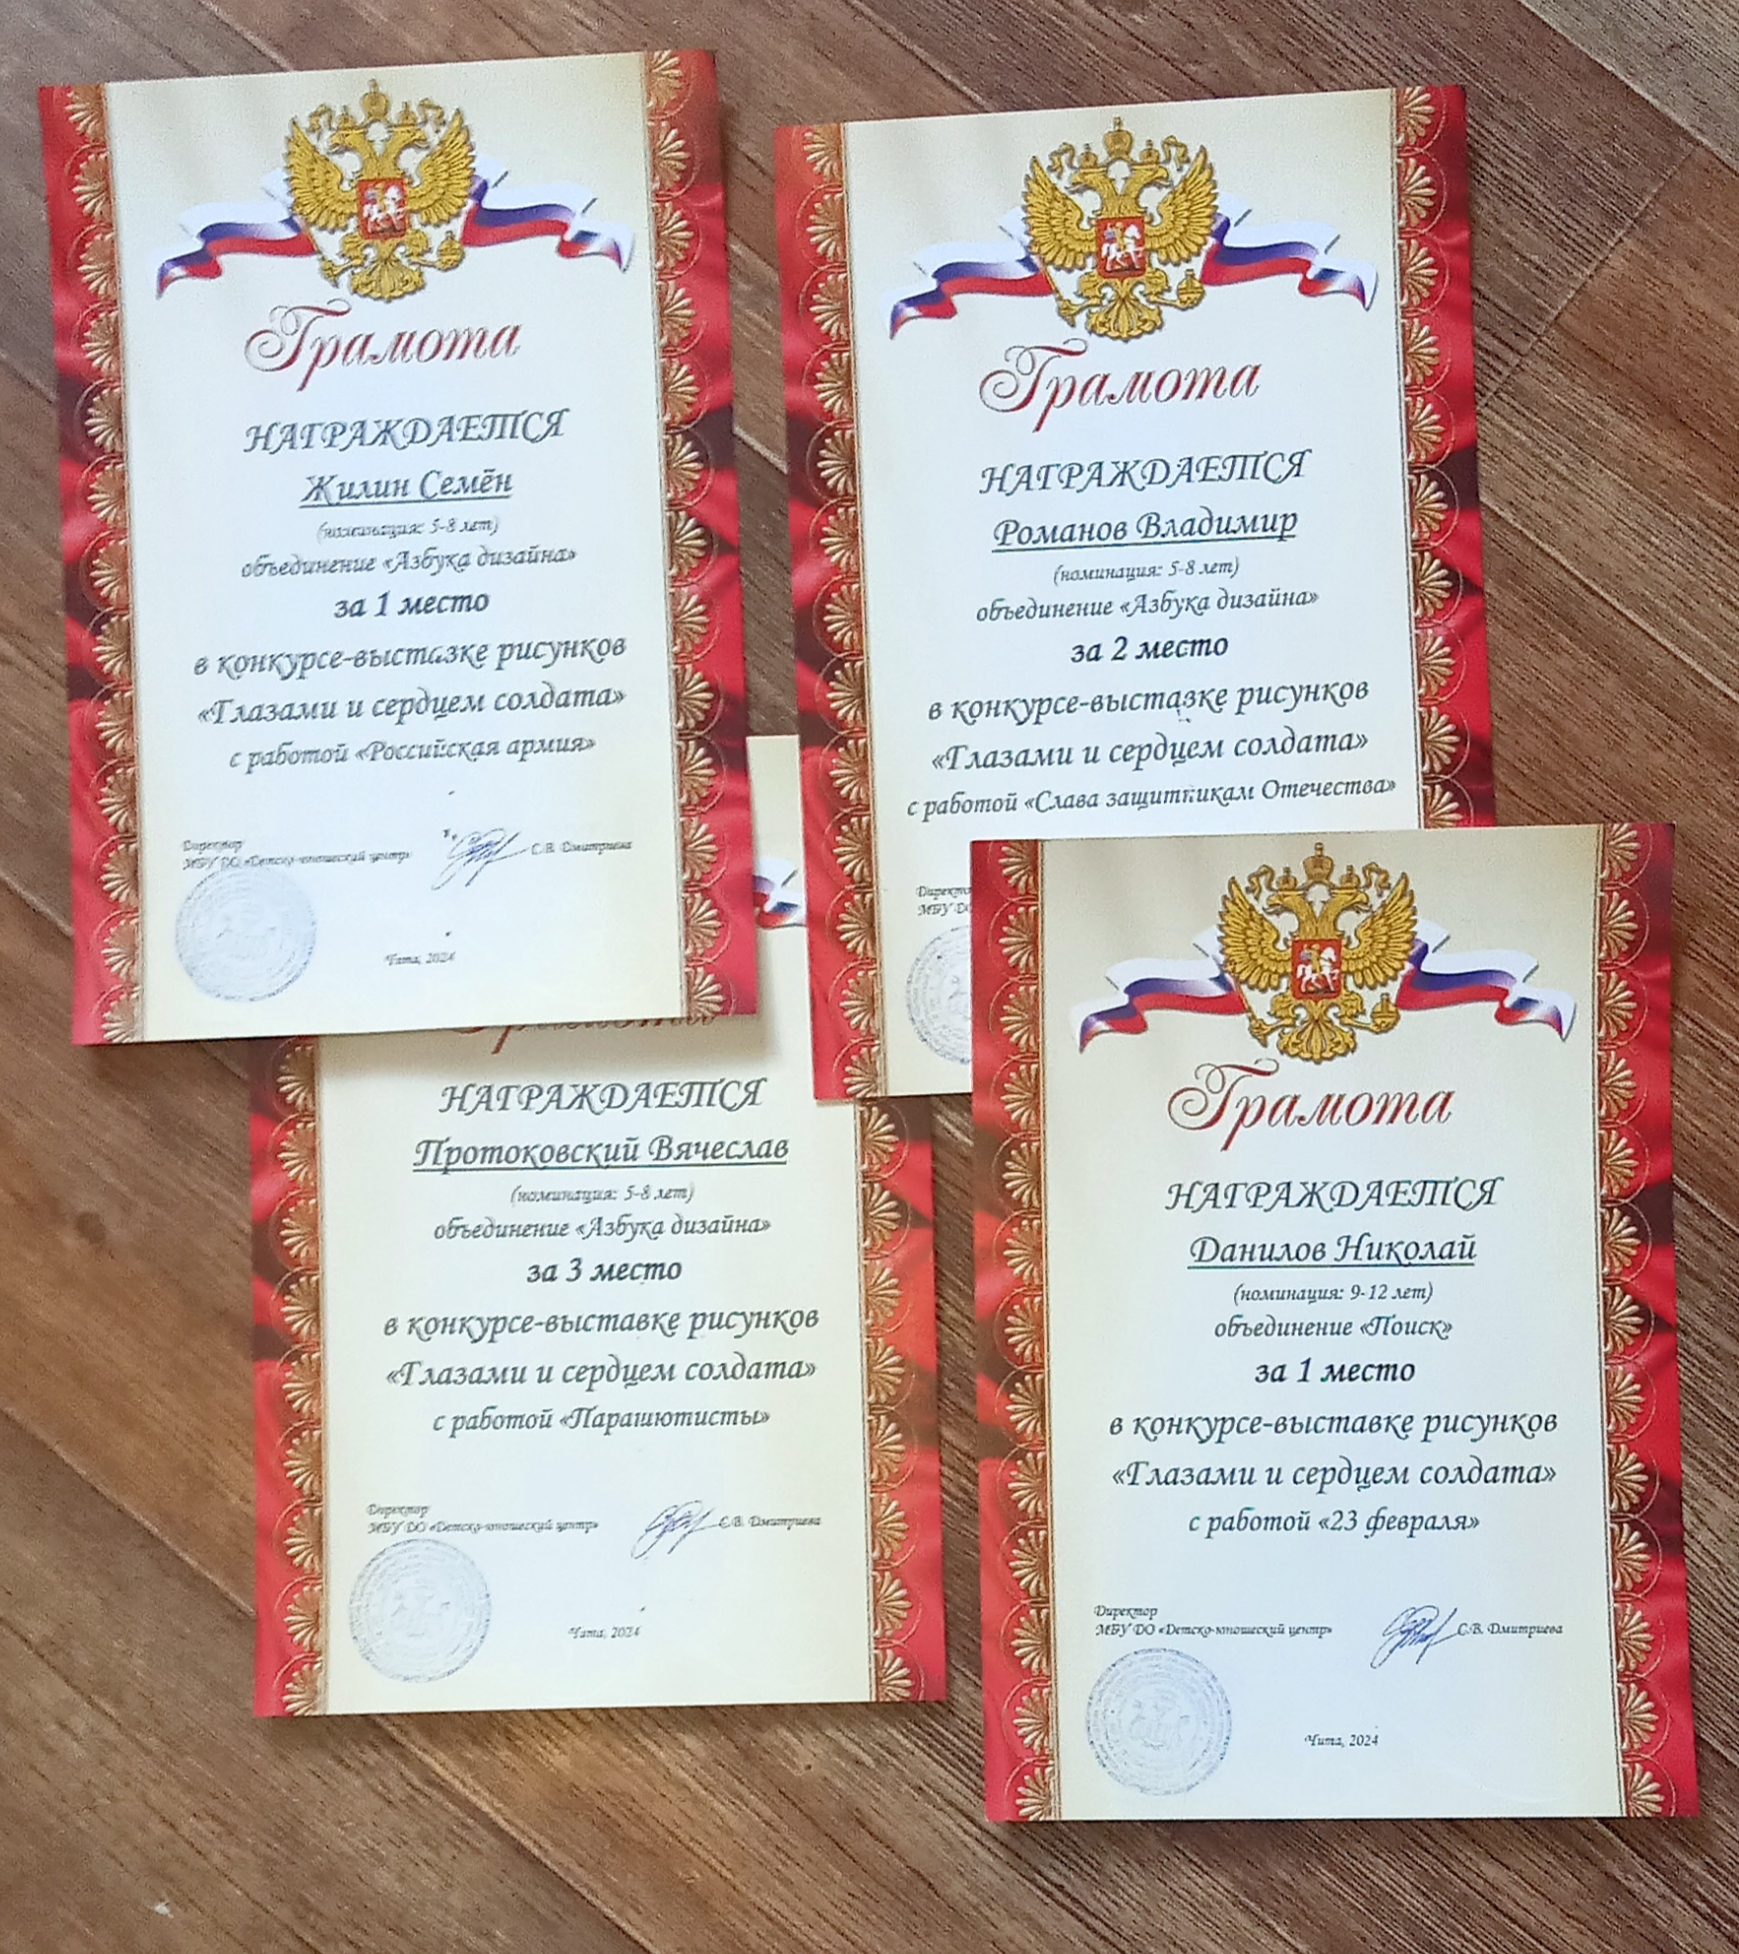 Грамота
НАГРАЖДАЕТСЯ
Жилин Семён
(номинация: 5-8 лет)
объединение «Азбука дизайна»
за 1 место
в конкурсе-выставке рисунков
«Глазами и сердцем солдата»
с работой «Российская армия»
Директор
МБУ ДО «Детско-юношеский центр» С.В. Дмитриева
Чита, 2024
Грамота
НАГРАЖДАЕТСЯ
Романов Владимир
(номинация: 5-8 лет)
объединение «Азбука дизайна»
за 2 место
в конкурсе-выставке рисунков
«Глазами и сердцем солдата»
с работой «Слава защитникам Отечества»
МБУ
Грамота
НАГРАЖДАЕТСЯ
Протоковский Вячеслав
(номинация: 5-8 лет)
объединение «Азбука дизайна»
за 3 место
в конкурсе-выставке рисунков
«Глазами и сердцем солдата»
с работой «Парашютисты»
Директор
МБУ ДО «Детско-юношеский центр» С.В. Дмитриева
Чита, 2024
Грамота
НАГРАЖДАЕТСЯ
Данилов Николай
(номинация: 9-12 лет)
объединение «Поиск»
за 1 место
в конкурсе-выставке рисунков
«Глазами и сердцем солдата»
с работой «23 февраля»
Директор
МБУ ДО «Детско-юношеский центр» С.В. Дмитриева
Чита, 2024